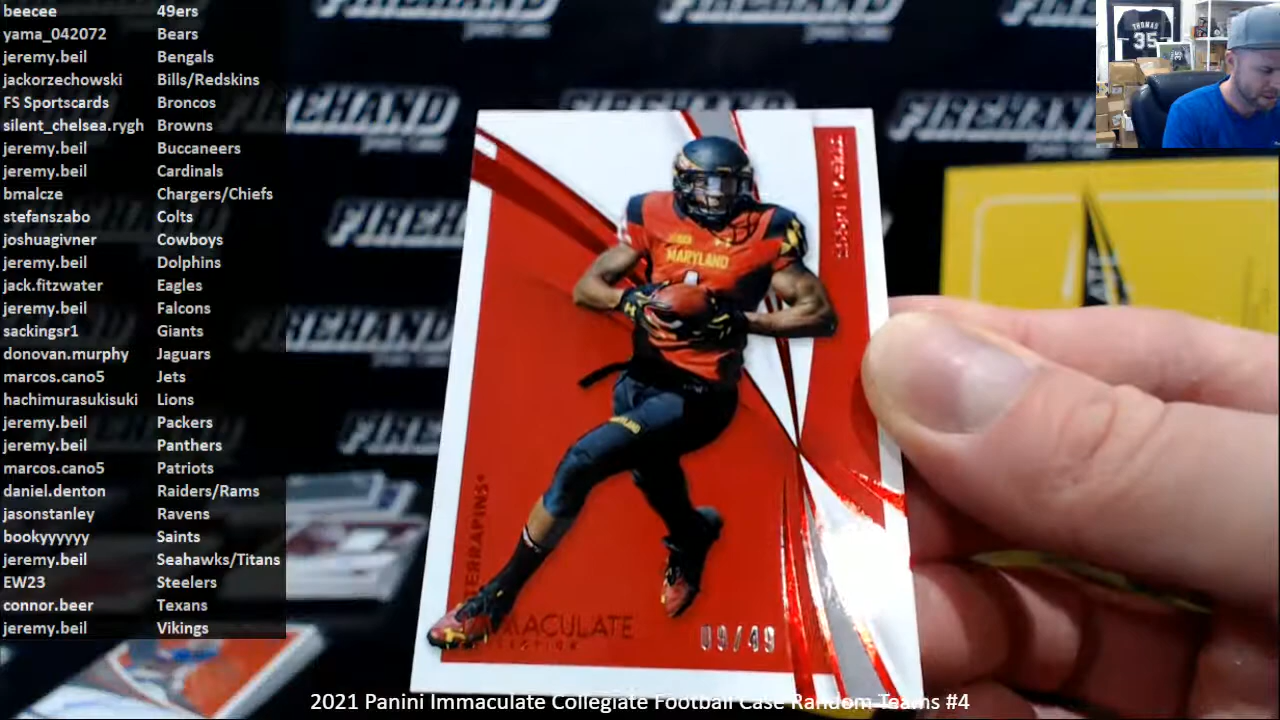 beecee 49ers
yama_042072 Bears
jeremy.beil Bengals
jackorzechowski Bills/Redskins
FS Sportscards Broncos
silent_chelsea.rygh Browns
jeremy.beil Buccaneers
jeremy.beil Cardinals
bmalcze Chargers/Chiefs
stefanszabo Colts
joshuagivner Cowboys
jeremy.beil Dolphins
jack.fitzwater Eagles
jeremy.beil Falcons
sackingsr1 Giants
donovan.murphy Jaguars
marcos.cano5 Jets
hachimurasukisuki Lions
jeremy.beil Packers
jeremy.beil Panthers
marcos.cano5 Patriots
daniel.denton Raiders/Rams
jasonstanley Ravens
bookyyyyyy Saints
jeremy.beil Seahawks/Titans
EW23 Steelers
connor.beer Texans
jeremy.beil Vikings
FIREHAND
THOMAS
35
MARYLAND
TERRAPINS
IMMACULATE
COLLECTION
09/49
2021 Panini Immaculate Collegiate Football Case Random Teams #4